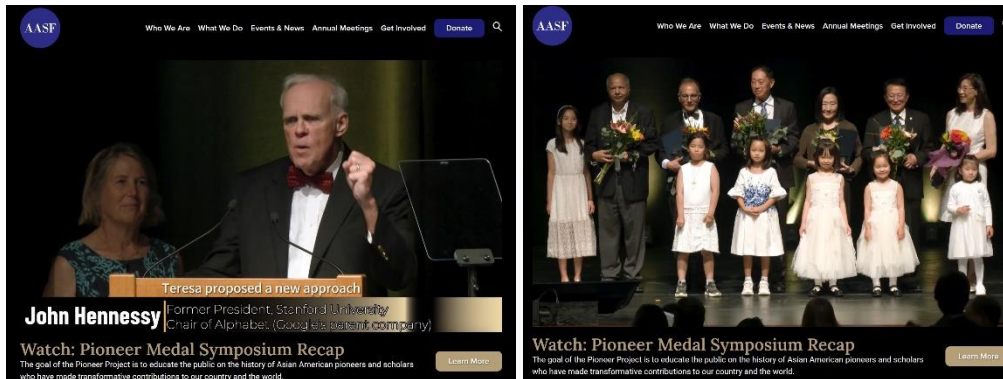 AASF
Who We Are What We Do Events & News Annual Meetings Get Involved Donate
Teresa proposed a new approach
John Hennessy
Former President, Stanford University
Chair of Alphabet (Google's parent company)
Watch: Pioneer Medal Symposium Recap
The goal of the Pioneer Project is to educate the public on the history of Asian American pioneers and scholars
who have made transformative contributions to our country and the world.
Learn More
AASF
Who We Are What We Do Events & News Annual Meetings Get Involved Donate
Watch: Pioneer Medal Symposium Recap
The goal of the Pioneer Project is to educate the public on the history of Asian American pioneers and scholars
who have made transformative contributions to our country and the world.
Learn More